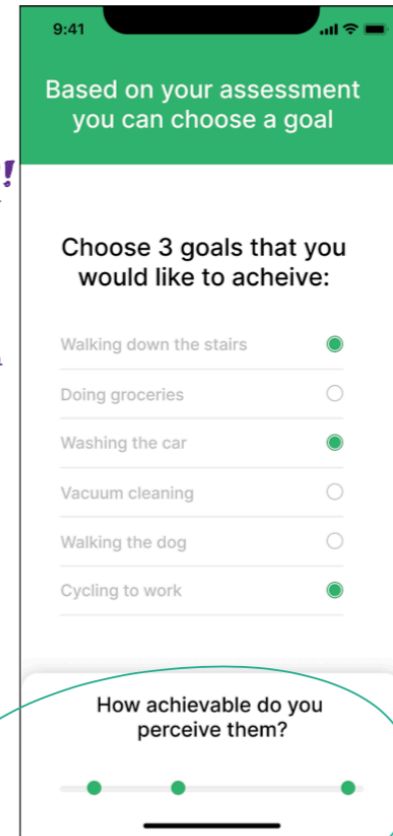 9:41
Based on your assessment
you can choose a goal
!
Choose 3 goals that you
would like to acheive:
Walking down the stairs
Doing groceries
Washing the car
Vacuum cleaning
Walking the dog
Cycling to work
How achievable do you
perceive them?